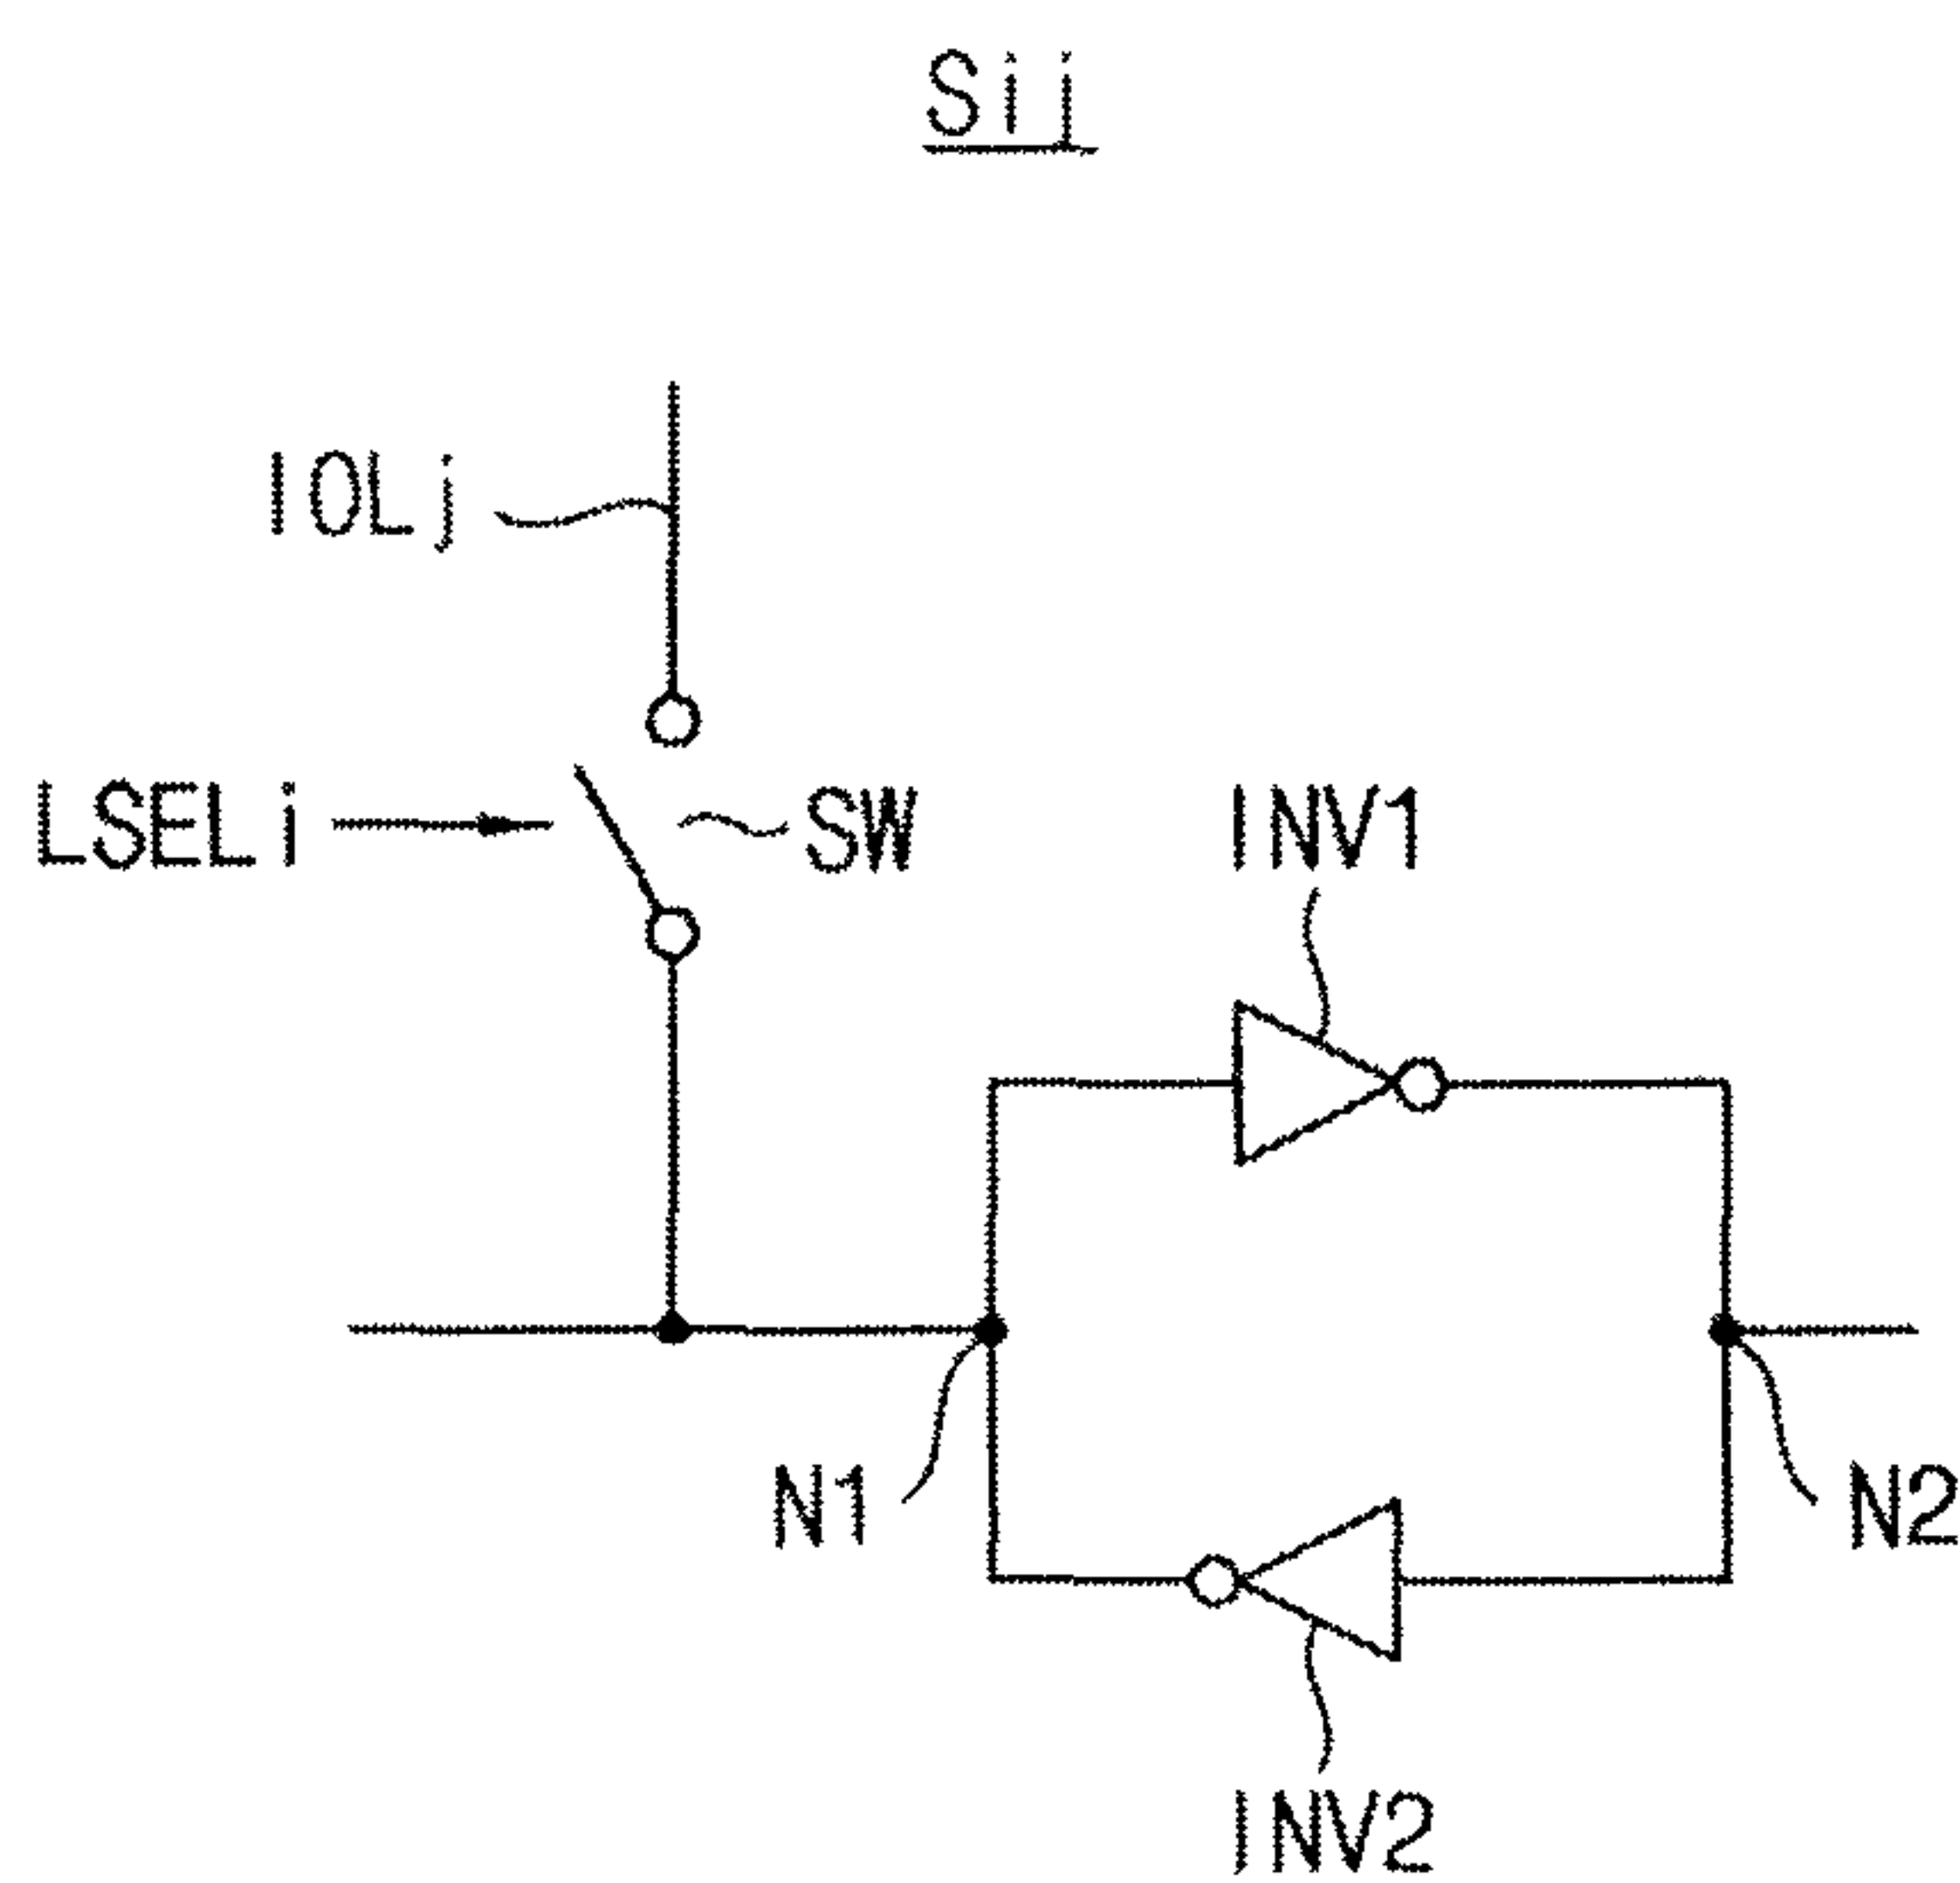 Sij
IOLj
LSELi
SW
INV1
N1
N2
INV2